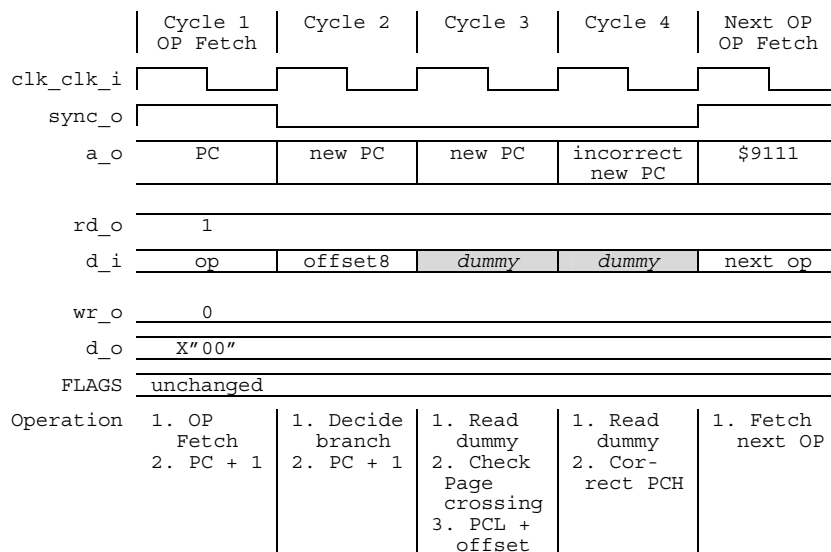 Cycle 1 Cycle 2 Cycle 3 Cycle 4 Next OP
OP Fetch OP Fetch
clk_clk_i
sync_o
a_o PC new PC new PC incorrect $9111
new PC
rd_o 1
d_i op offset8 dummy dummy next op
wr_o 0
d_o X"00"
FLAGS unchanged
Operation 1. OP 1. Decide 1. Read 1. Read 1. Fetch
Fetch branch dummy dummy next OP
2. PC + 1 2. PC + 1 2. Check 2. Cor-
Page rect PCH
crossing
3. PCL +
offset